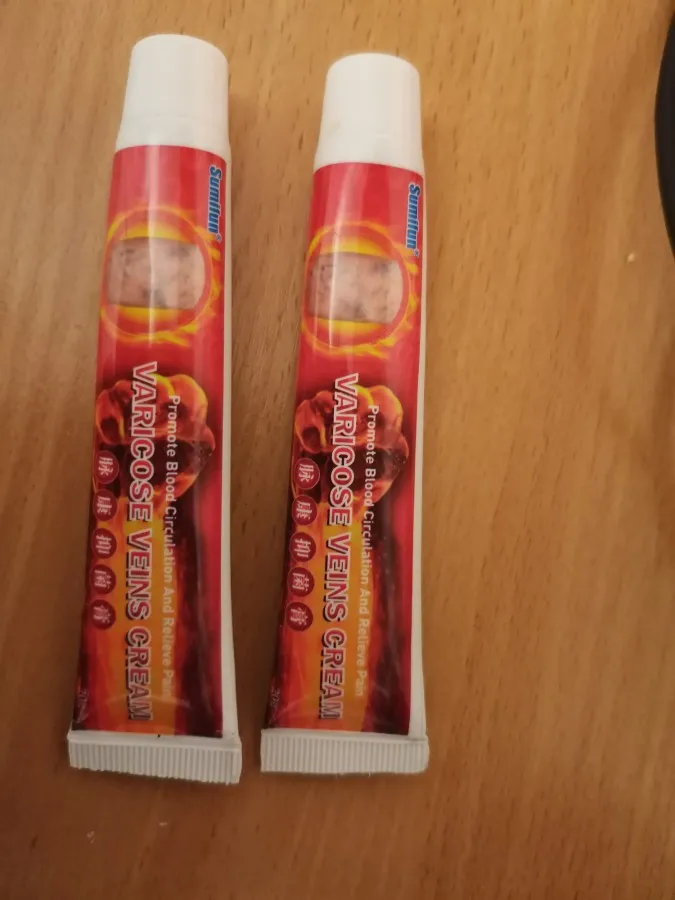 Sumifun
Promote Blood Circulation And Relieve Pain
VARICOSE VEINS CREAM
脉康抑菌膏
Sumifun
Promote Blood Circulation And Relieve Pain
VARICOSE VEINS CREAM
脉康抑菌膏